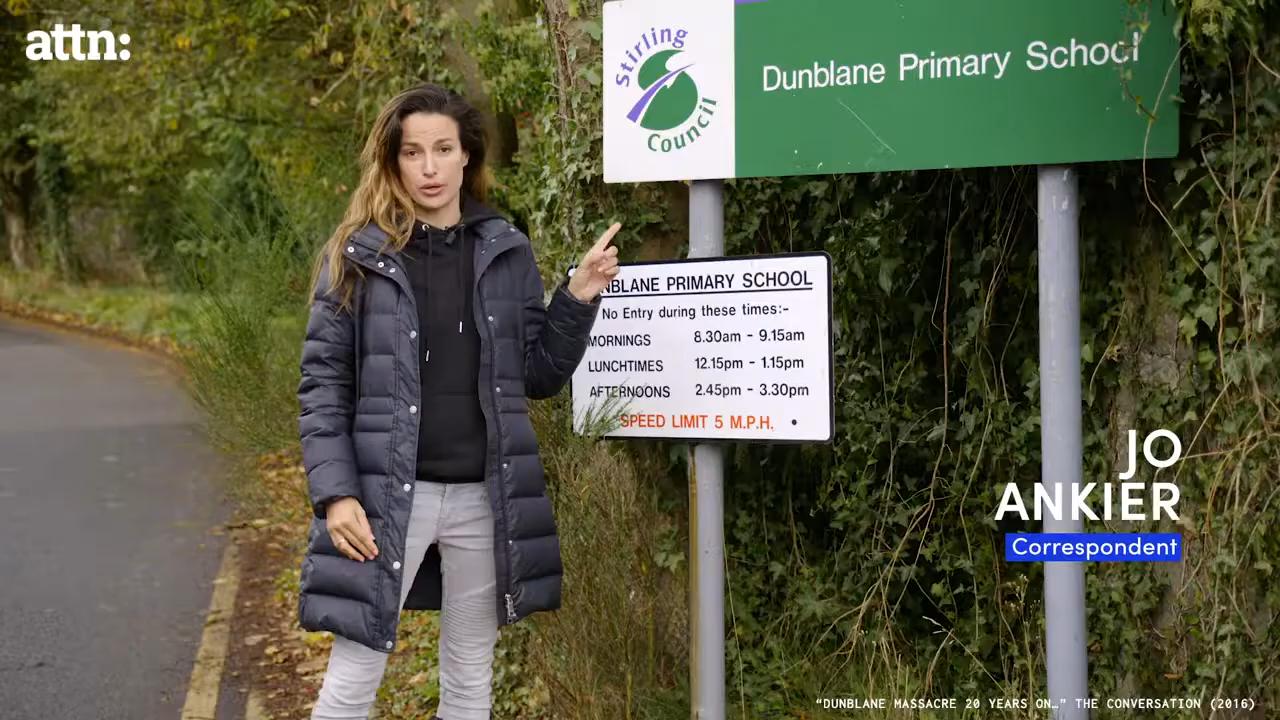 attn:
Stirling
Council
Dunblane Primary School
NBLANE PRIMARY SCHOOL
No Entry during these times:-
MORNINGS 8.30am - 9.15am
LUNCHTIMES 12.15pm - 1.15pm
AFTERNOONS 2.45pm - 3.30pm
SPEED LIMIT 5 M.P.H.
JO
ANKIER
Correspondent
“DUNBLANE MASSACRE 20 YEARS ON…” THE CONVERSATION (2016)